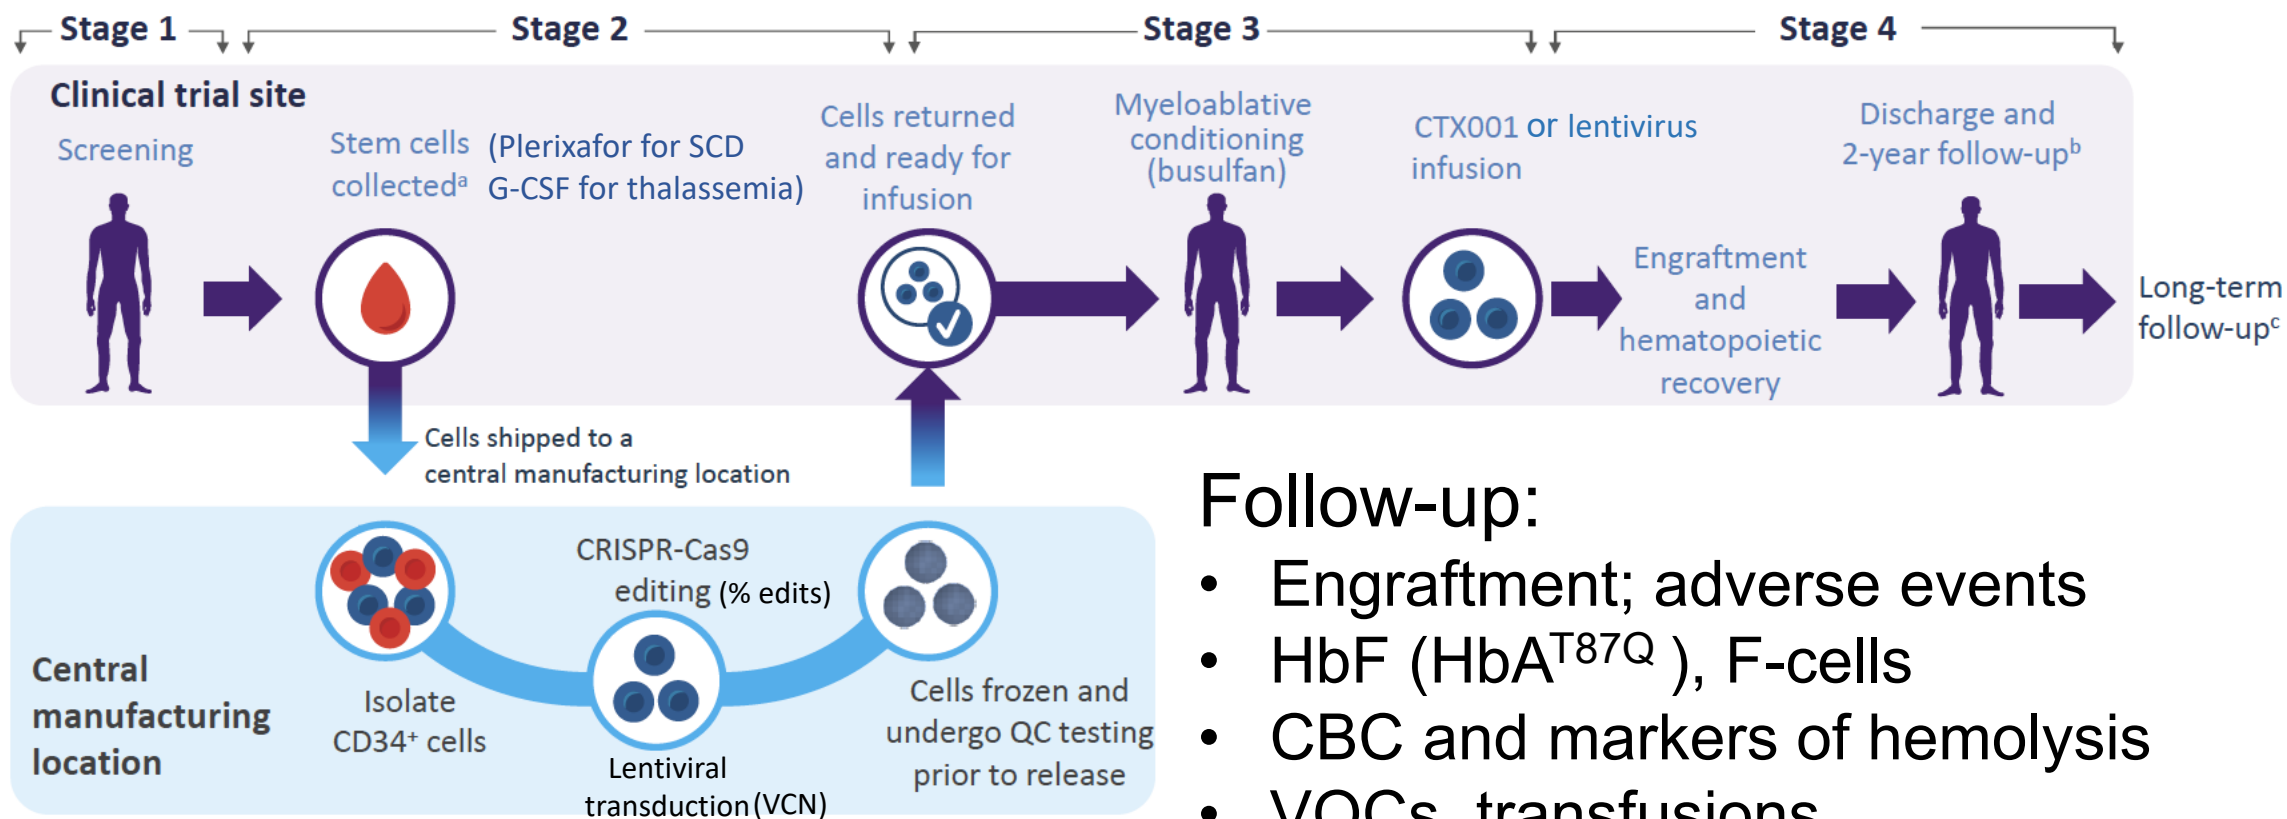 Stage 1
Stage 2
Stage 3
Stage 4
Clinical trial site
Screening
Stem cells
collectedᵃ
(Plerixafor for SCD
G-CSF for thalassemia)
Cells returned
and ready for
infusion
Myeloablative
conditioning
(busulfan)
CTX001 or lentivirus
infusion
Engraftment
and
hematopoietic
recovery
Discharge and
2-year follow-upᵇ
Long-term
follow-upᶜ
Cells shipped to a
central manufacturing location
Central
manufacturing
location
Isolate
CD34⁺ cells
CRISPR-Cas9
editing (% edits)
Lentiviral
transduction (VCN)
Cells frozen and
undergo QC testing
prior to release
Follow-up:
• Engraftment; adverse events
• HbF (HbAᵀ⁸⁷Q ), F-cells
• CBC and markers of hemolysis
• VOCs, transfusions